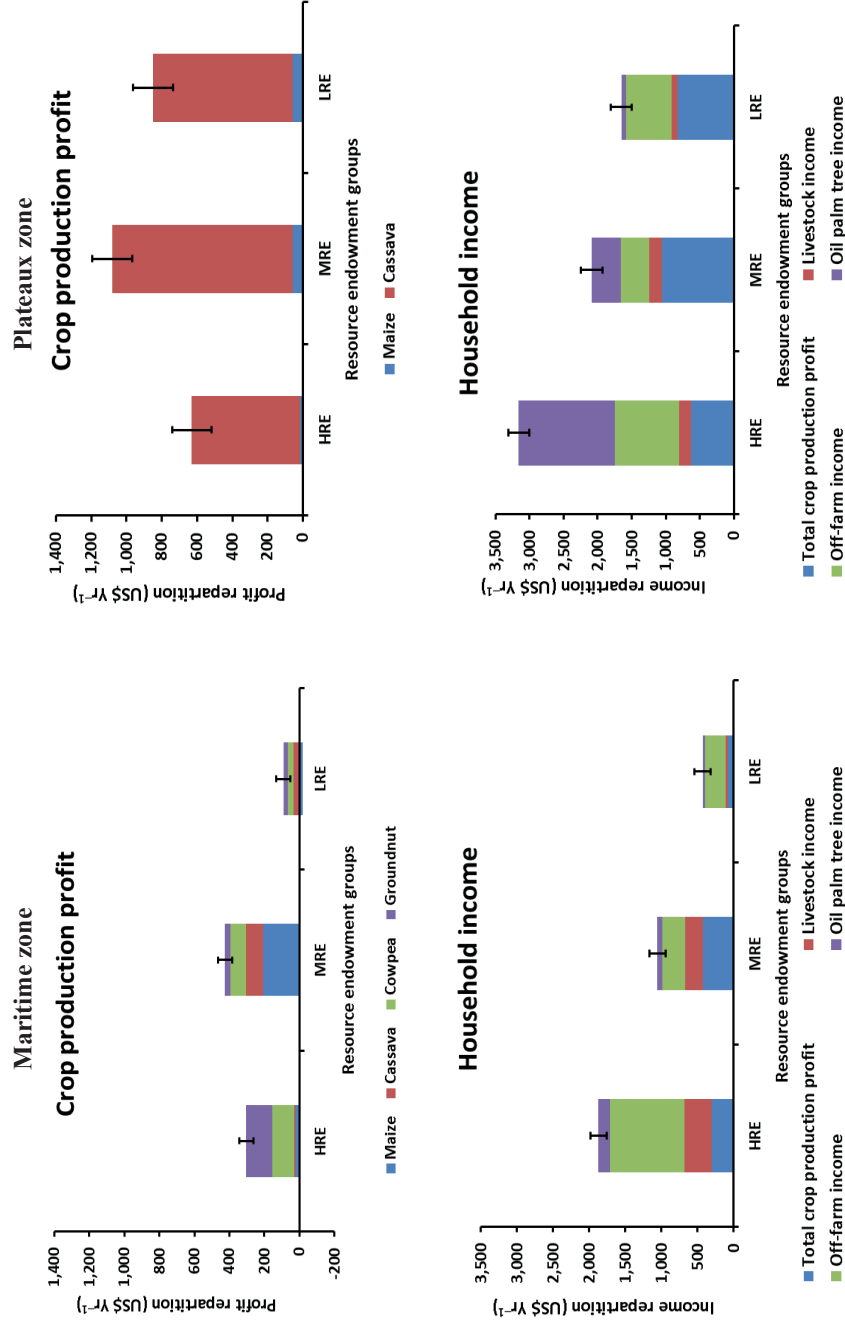 Maritime zone
Crop production profit
Profit repartition (US$ Yr⁻¹)
1,400
1,200
1,000
800
600
400
200
0
-200
HRE
MRE
LRE
Resource endowment groups
Maize
Cassava
Cowpea
Groundnut
Plateaux zone
Crop production profit
Profit repartition (US$ Yr⁻¹)
1,400
1,200
1,000
800
600
400
200
0
HRE
MRE
LRE
Resource endowment groups
Maize
Cassava
Household income
Income repartition (US$ Yr⁻¹)
3,500
3,000
2,500
2,000
1,500
1,000
500
0
HRE
MRE
LRE
Resource endowment groups
Total crop production profit
Livestock income
Off-farm income
Oil palm tree income
Household income
Income repartition (US$ Yr⁻¹)
3,500
3,000
2,500
2,000
1,500
1,000
500
0
HRE
MRE
LRE
Resource endowment groups
Total crop production profit
Livestock income
Off-farm income
Oil palm tree income